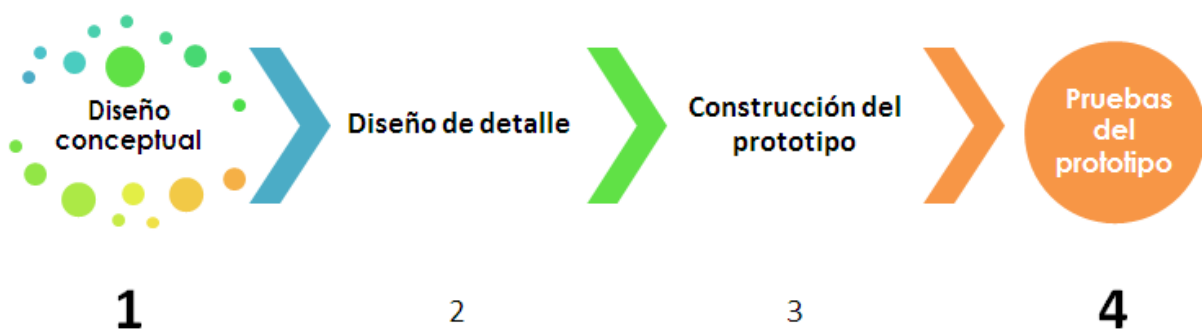 Diseño
conceptual
Diseño de detalle
Construcción del
prototipo
Pruebas
del
prototipo
1
2
3
4